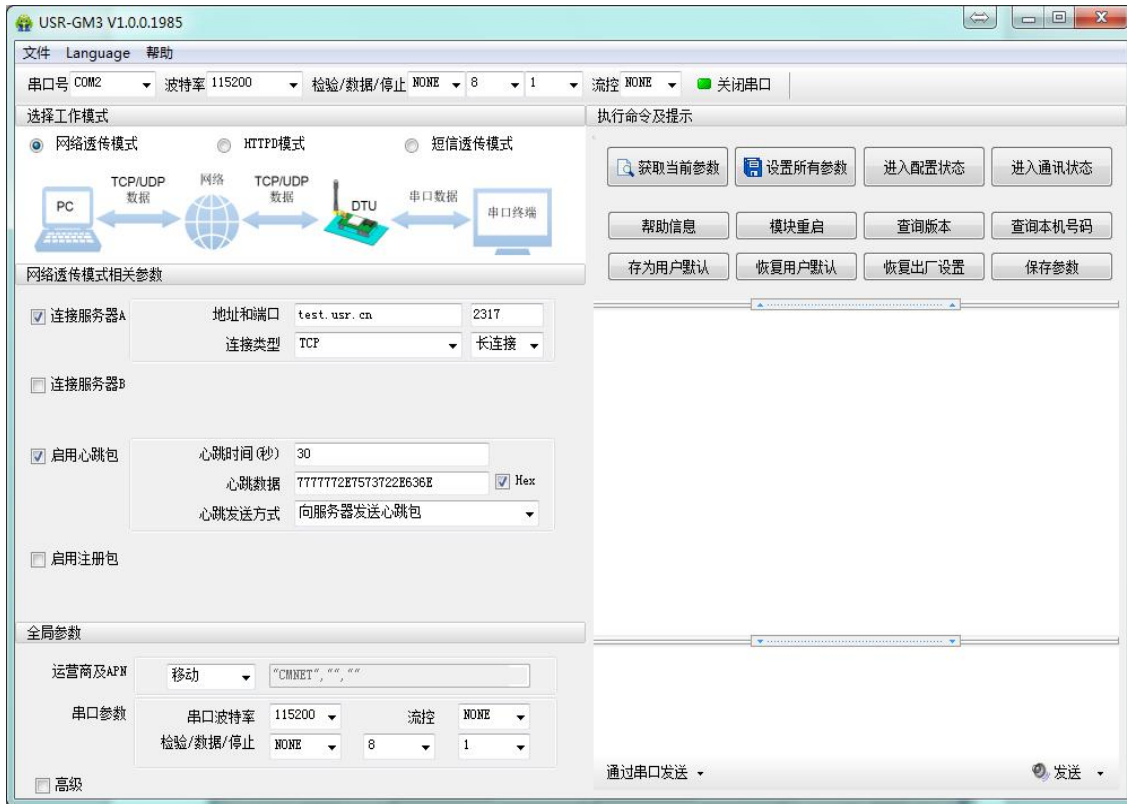 USR-GM3 V1.0.0.1985
文件 Language 帮助
串口号 COM2 波特率 115200 检验/数据/停止 NONE 8 1 流控 NONE 关闭串口
选择工作模式
网络透传模式 HTTPD模式 短信透传模式
PC
TCP/UDP
数据
网络
TCP/UDP
数据
DTU
串口数据
串口终端
网络透传模式相关参数
连接服务器A 地址和端口 test.usr.cn 2317
连接类型 TCP 长连接
连接服务器B
启用心跳包 心跳时间(秒) 30
心跳数据 7777772E7573722E636E Hex
心跳发送方式 向服务器发送心跳包
启用注册包
全局参数
运营商及APN 移动 "CMNET","",""
串口参数 串口波特率 115200 流控 NONE
检验/数据/停止 NONE 8 1
高级
执行命令及提示
获取当前参数 设置所有参数 进入配置状态 进入通讯状态
帮助信息 模块重启 查询版本 查询本机号码
存为用户默认 恢复用户默认 恢复出厂设置 保存参数
通过串口发送 发送